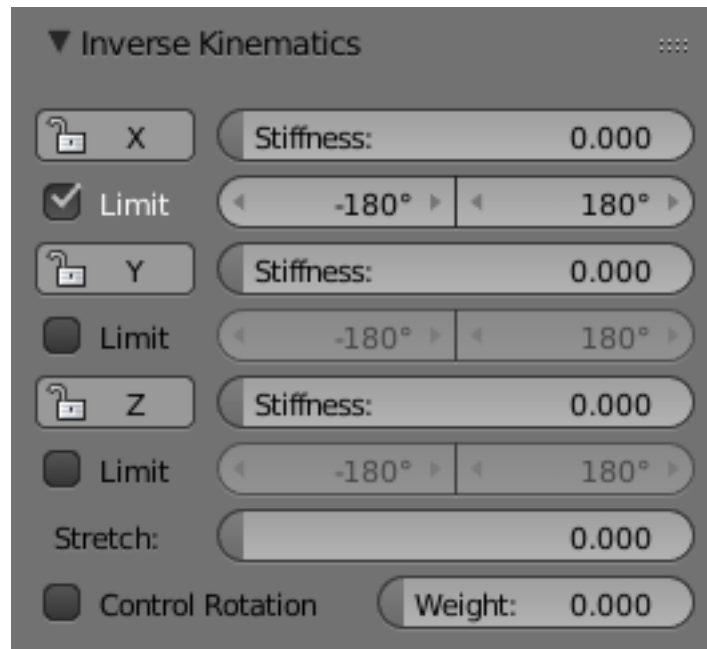 Inverse Kinematics
X Stiffness: 0.000
Limit -180° 180°
Y Stiffness: 0.000
Limit -180° 180°
Z Stiffness: 0.000
Limit -180° 180°
Stretch: 0.000
Control Rotation Weight: 0.000